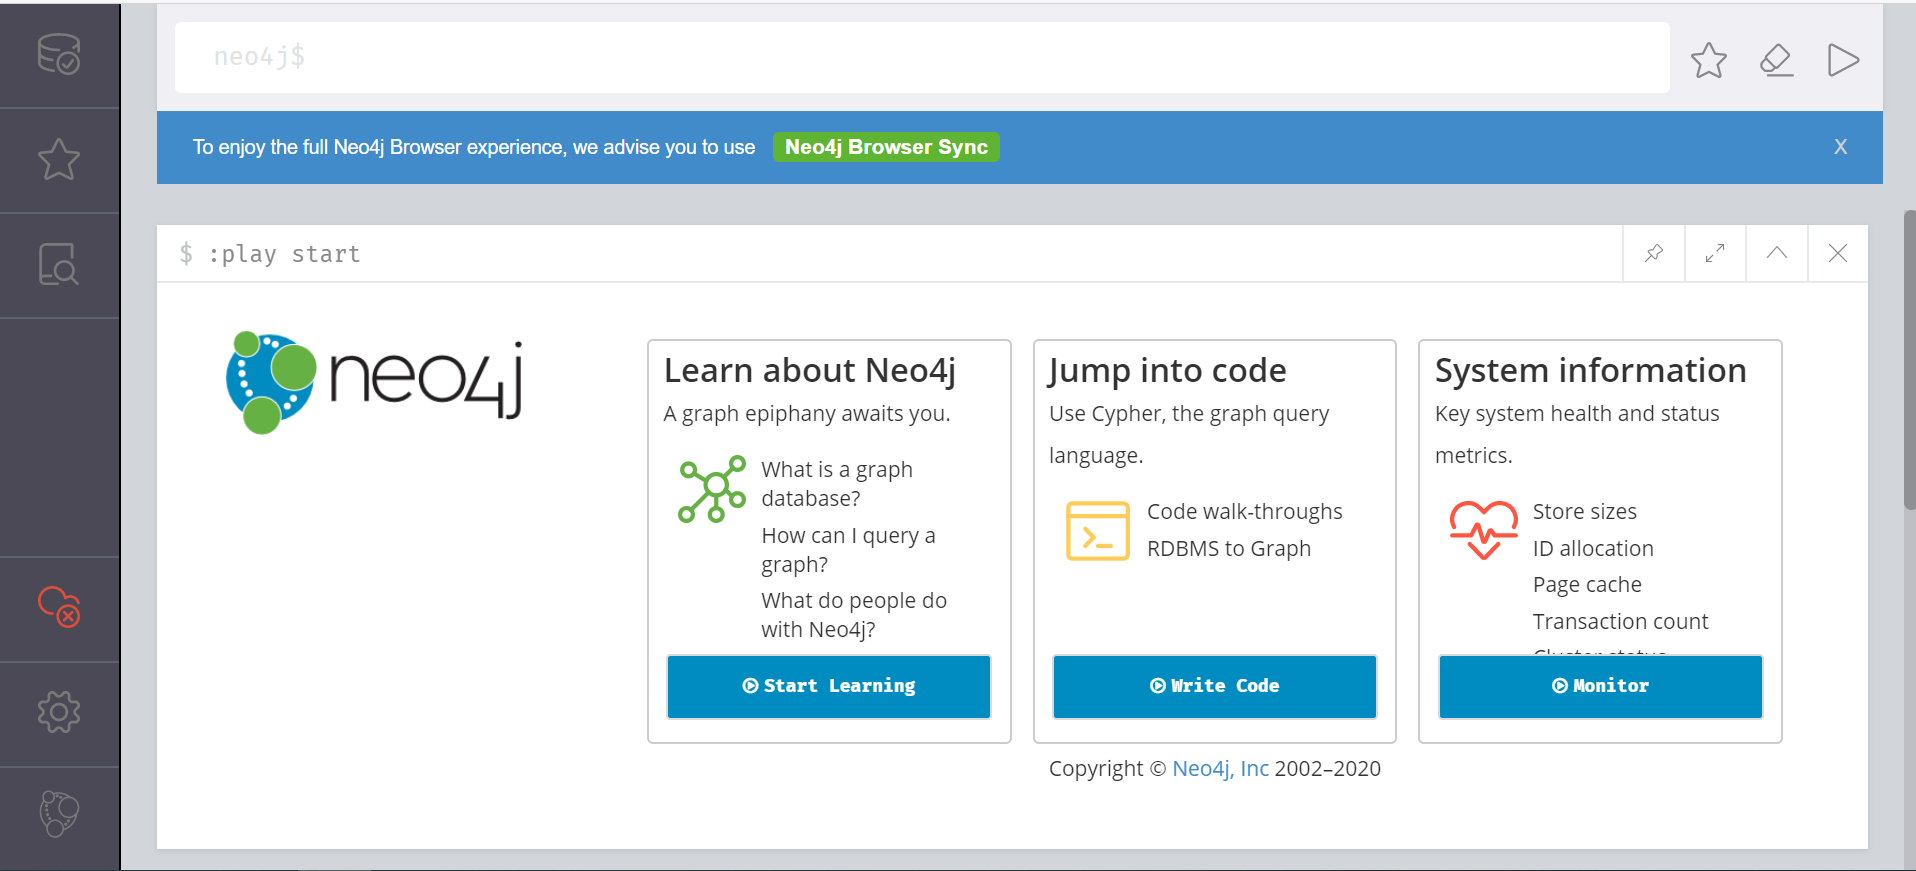 neo4j$
To enjoy the full Neo4j Browser experience, we advise you to use Neo4j Browser Sync X
$ :play start
neo4j
Learn about Neo4j
A graph epiphany awaits you.
What is a graph
database?
How can I query a
graph?
What do people do
with Neo4j?
Start Learning
Jump into code
Use Cypher, the graph query
language.
Code walk-throughs
RDBMS to Graph
Write Code
System information
Key system health and status
metrics.
Store sizes
ID allocation
Page cache
Transaction count
Cluster status
Monitor
Copyright © Neo4j, Inc 2002–2020